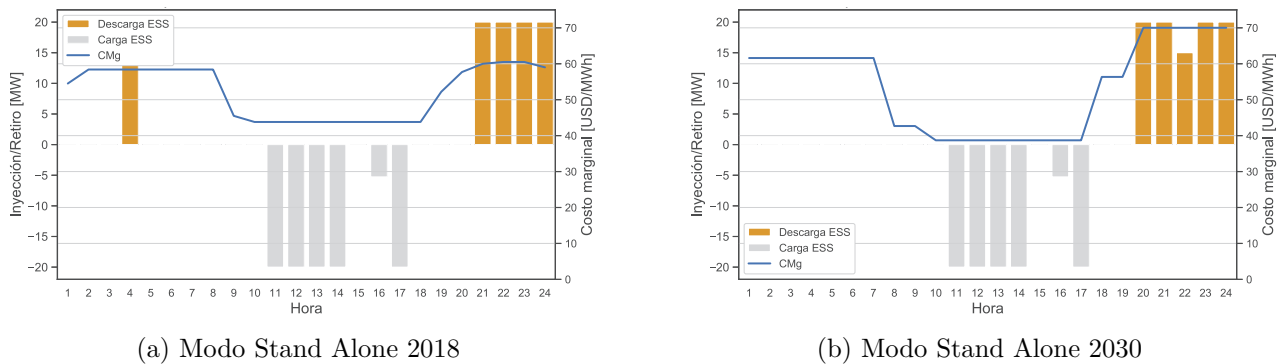 Inyección/Retiro [MW]
20
15
10
5
0
−5
−10
−15
−20
Descarga ESS
Carga ESS
CMg
70
60
50
40
30
20
10
0
Costo marginal [USD/MWh]
1 2 3 4 5 6 7 8 9 10 11 12 13 14 15 16 17 18 19 20 21 22 23 24
Hora
(a) Modo Stand Alone 2018
Inyección/Retiro [MW]
20
15
10
5
0
−5
−10
−15
−20
Descarga ESS
Carga ESS
CMg
70
60
50
40
30
20
10
0
Costo marginal [USD/MWh]
1 2 3 4 5 6 7 8 9 10 11 12 13 14 15 16 17 18 19 20 21 22 23 24
Hora
(b) Modo Stand Alone 2030